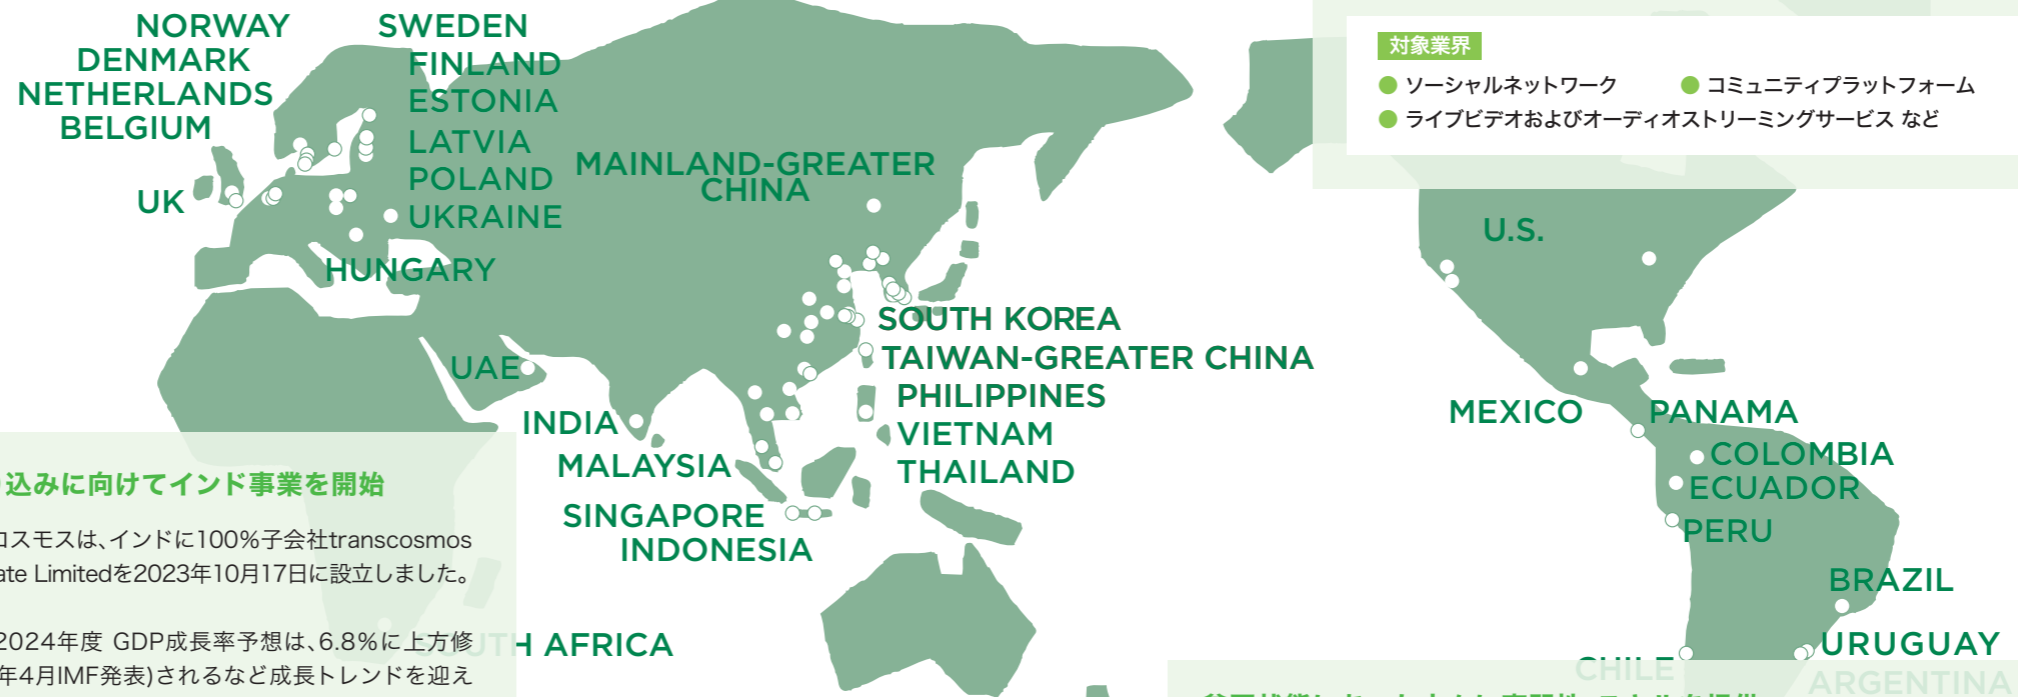 NORWAY
DENMARK
NETHERLANDS
BELGIUM
UK
SWEDEN
FINLAND
ESTONIA
LATVIA
POLAND
UKRAINE
HUNGARY
MAINLAND-GREATER
CHINA
UAE
INDIA
MALAYSIA
SINGAPORE
INDONESIA
SOUTH KOREA
TAIWAN-GREATER CHINA
PHILIPPINES
VIETNAM
THAILAND
SOUTH AFRICA
対象業界
● ソーシャルネットワーク ● コミュニティプラットフォーム
● ライブビデオおよびオーディオストリーミングサービス など
U.S.
MEXICO
PANAMA
COLOMBIA
ECUADOR
PERU
BRAZIL
URUGUAY
CHILE
ARGENTINA
込みに向けてインド事業を開始
コスモスは、インドに100%子会社transcosmos
ate Limitedを2023年10月17日に設立しました。
2024年度 GDP成長率予想は、6.8%に上方修
年4月IMF発表)されるなど成長トレンドを迎え